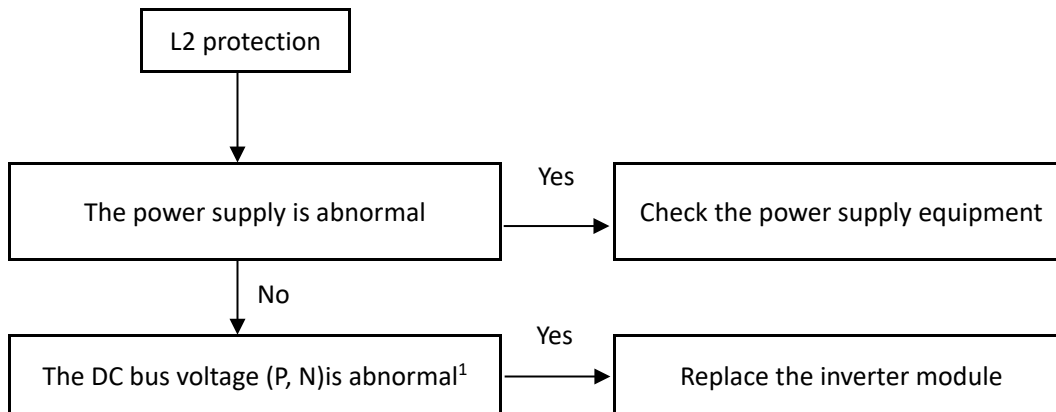 L2 protection
Yes
The power supply is abnormal
Check the power supply equipment
No
Yes
The DC bus voltage (P, N)is abnormal¹
Replace the inverter module